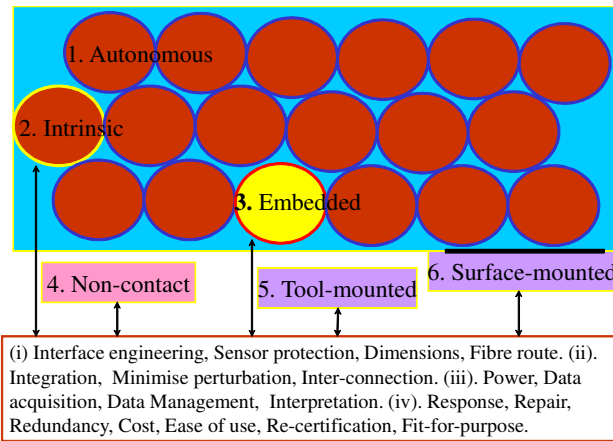 1. Autonomous
2. Intrinsic
3. Embedded
4. Non-contact
5. Tool-mounted
6. Surface-mounted
(i) Interface engineering, Sensor protection, Dimensions, Fibre route. (ii).
Integration, Minimise perturbation, Inter-connection. (iii). Power, Data
acquisition, Data Management, Interpretation. (iv). Response, Repair,
Redundancy, Cost, Ease of use, Re-certification, Fit-for-purpose.